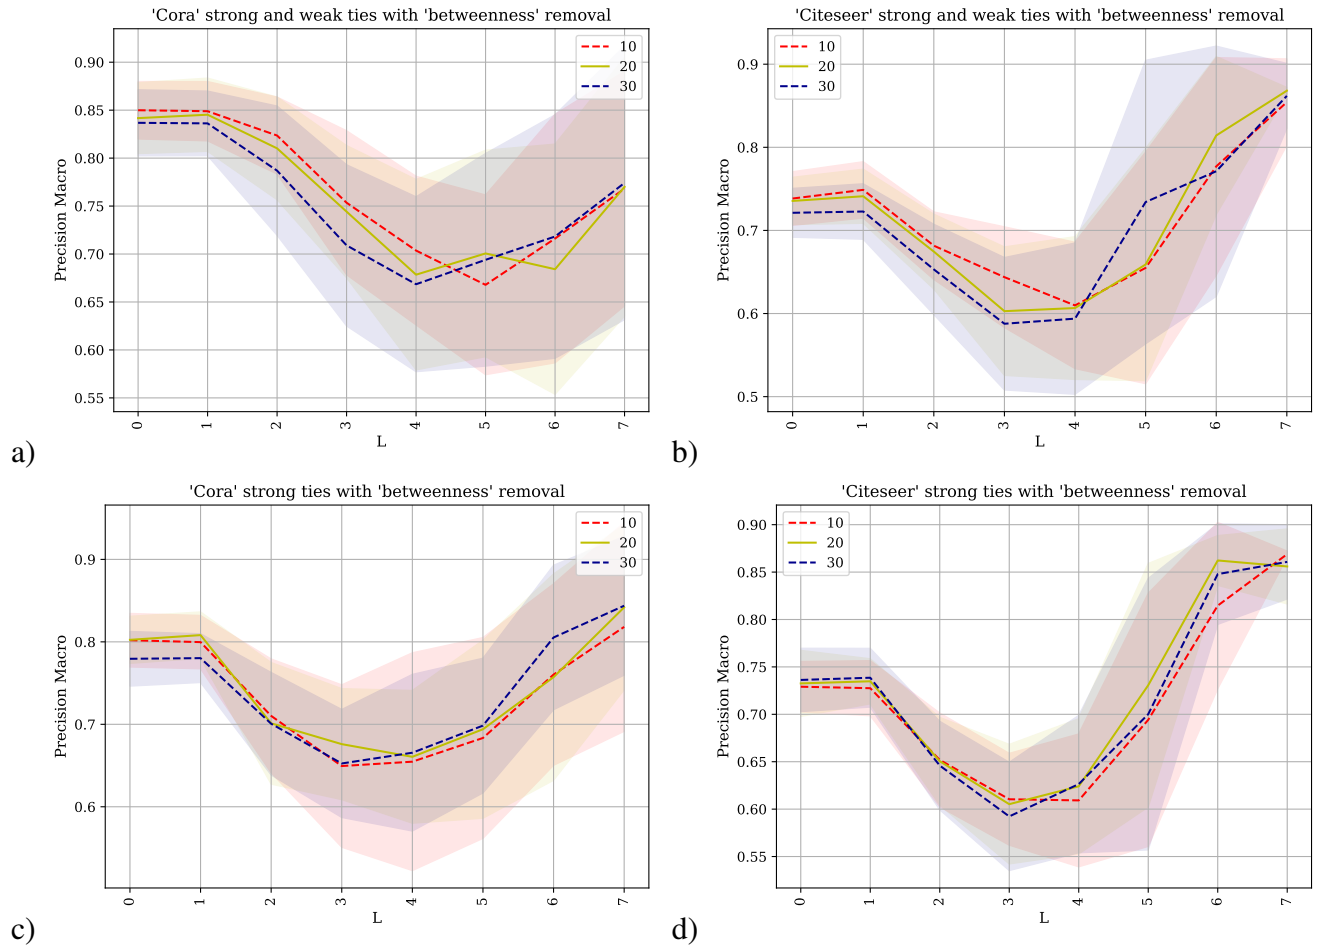 'Cora' strong and weak ties with 'betweenness' removal
10
20
30
0.90
0.85
0.80
0.75
0.70
0.65
0.60
0.55
Precision Macro
0 1 2 3 4 5 6 7
L
a)
'Citeseer' strong and weak ties with 'betweenness' removal
10
20
30
0.9
0.8
0.7
0.6
0.5
Precision Macro
0 1 2 3 4 5 6 7
L
b)
'Cora' strong ties with 'betweenness' removal
10
20
30
0.9
0.8
0.7
0.6
Precision Macro
0 1 2 3 4 5 6 7
L
c)
'Citeseer' strong ties with 'betweenness' removal
10
20
30
0.90
0.85
0.80
0.75
0.70
0.65
0.60
0.55
Precision Macro
0 1 2 3 4 5 6 7
L
d)